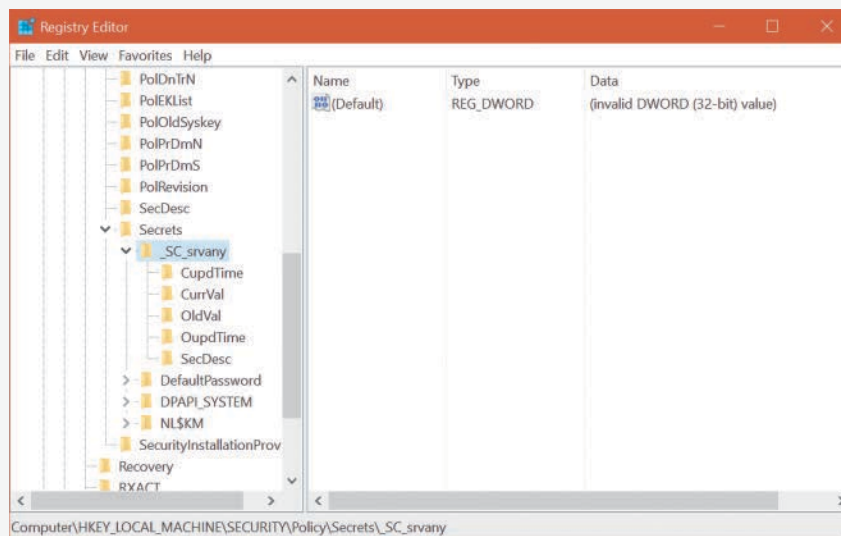 Registry Editor
File Edit View Favorites Help
PolDnTrN
PolEKList
PolOldSyskey
PolPrDmN
PolPrDmS
PolRevision
SecDesc
Secrets
_SC_srvany
CupdTime
CurrVal
OldVal
OupdTime
SecDesc
DefaultPassword
DPAPI_SYSTEM
NL$KM
SecurityInstallationProv
Recovery
RXACT
Name Type Data
(Default) REG_DWORD (invalid DWORD (32-bit) value)
Computer\HKEY_LOCAL_MACHINE\SECURITY\Policy\Secrets\_SC_srvany